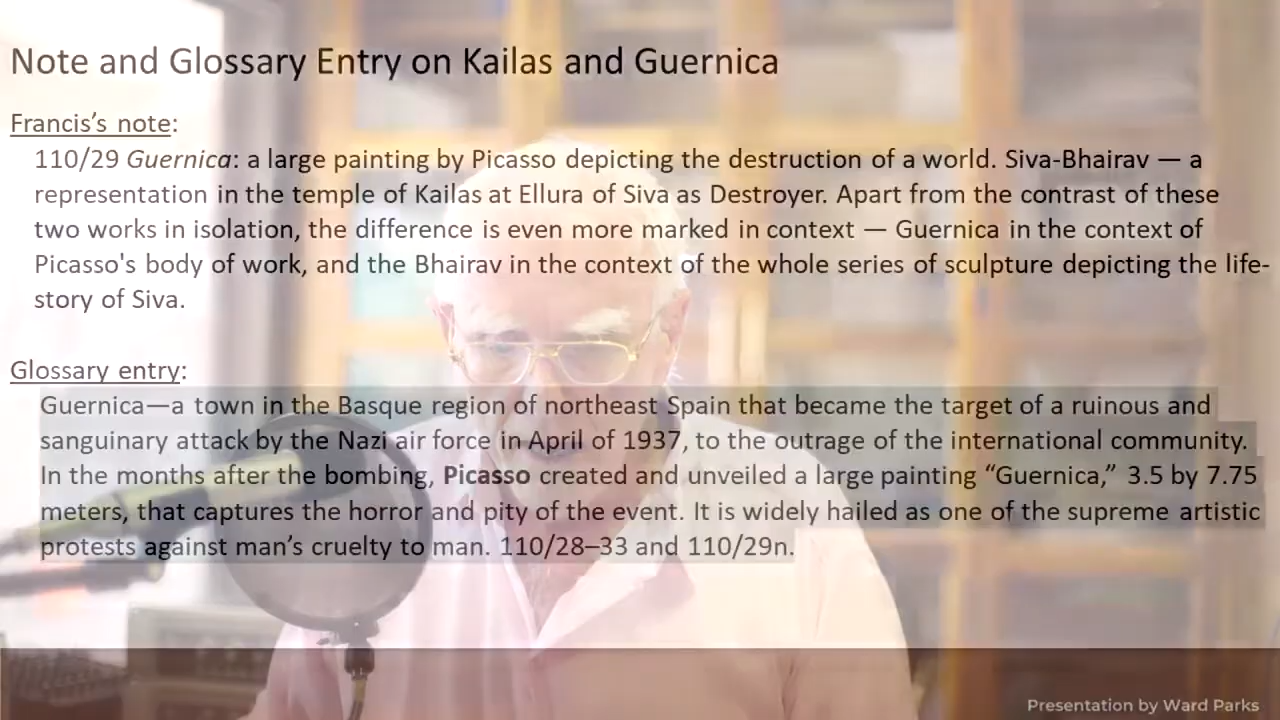 Note and Glossary Entry on Kailas and Guernica
Francis’s note:
110/29 Guernica: a large painting by Picasso depicting the destruction of a world. Siva-Bhairav — a
representation in the temple of Kailas at Ellura of Siva as Destroyer. Apart from the contrast of these
two works in isolation, the difference is even more marked in context — Guernica in the context of
Picasso's body of work, and the Bhairav in the context of the whole series of sculpture depicting the life-
story of Siva.
Glossary entry:
Guernica—a town in the Basque region of northeast Spain that became the target of a ruinous and
sanguinary attack by the Nazi air force in April of 1937, to the outrage of the international community.
In the months after the bombing, Picasso created and unveiled a large painting “Guernica,” 3.5 by 7.75
meters, that captures the horror and pity of the event. It is widely hailed as one of the supreme artistic
protests against man’s cruelty to man. 110/28–33 and 110/29n.
Presentation by Ward Parks